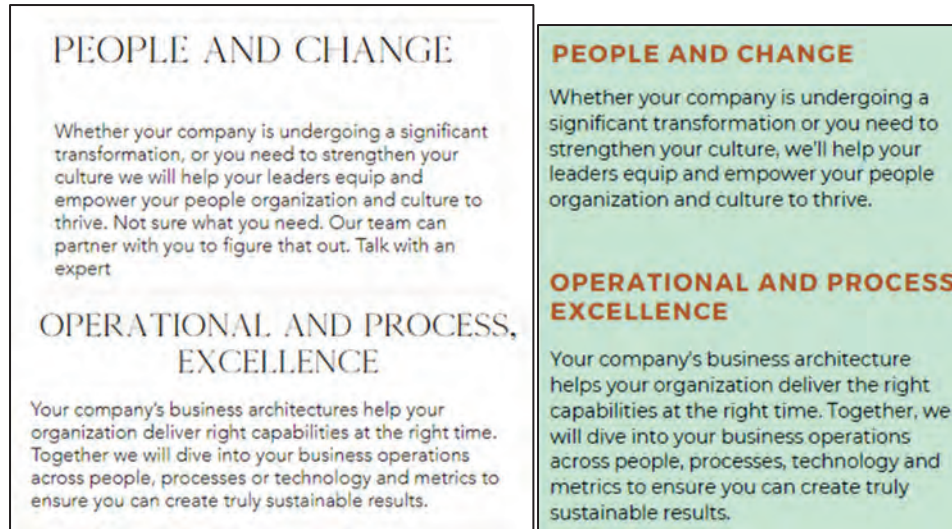 PEOPLE AND CHANGE
Whether your company is undergoing a significant
transformation, or you need to strengthen your
culture we will help your leaders equip and
empower your people organization and culture to
thrive. Not sure what you need. Our team can
partner with you to figure that out. Talk with an
expert
OPERATIONAL AND PROCESS,
EXCELLENCE
Your company's business architectures help your
organization deliver right capabilities at the right time.
Together we will dive into your business operations
across people, processes or technology and metrics to
ensure you can create truly sustainable results.
PEOPLE AND CHANGE
Whether your company is undergoing a
significant transformation or you need to
strengthen your culture, we'll help your
leaders equip and empower your people
organization and culture to thrive.
OPERATIONAL AND PROCESS
EXCELLENCE
Your company's business architecture
helps your organization deliver the right
capabilities at the right time. Together, we
will dive into your business operations
across people, processes, technology and
metrics to ensure you can create truly
sustainable results.